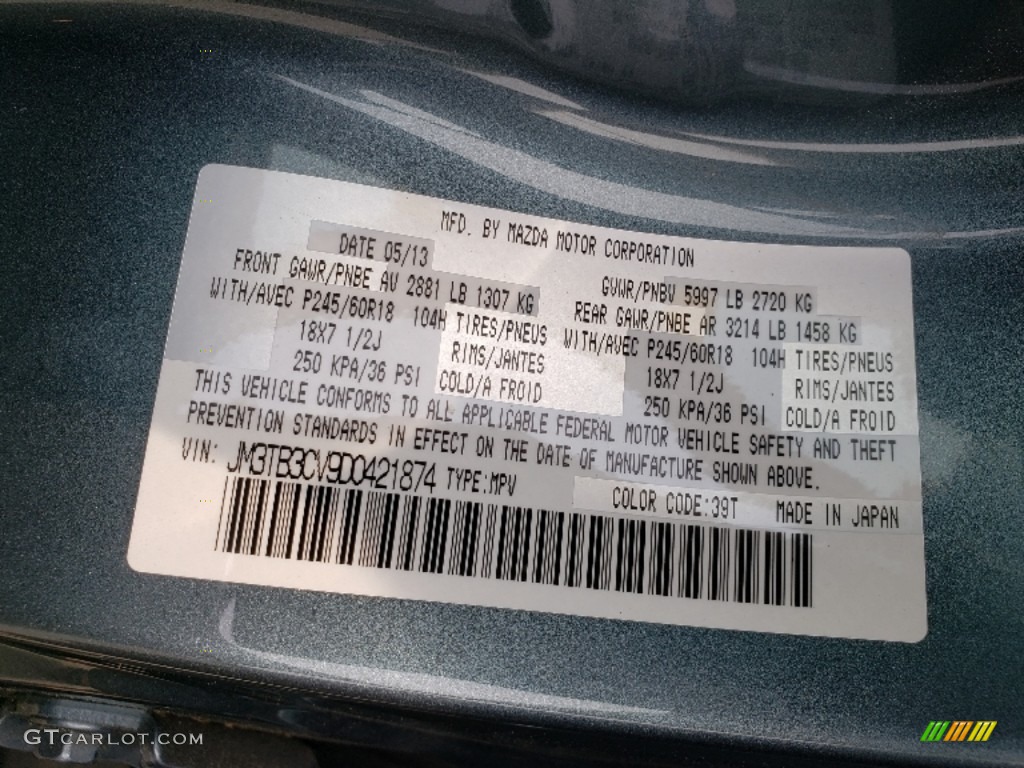 MFD. BY MAZDA MOTOR CORPORATION
DATE 05/13 GVWR/PNBV 5997 LB 2720 KG
FRONT GAWR/PNBE AV 2881 LB 1307 KG REAR GAWR/PNBE AR 3214 LB 1458 KG
WITH/AVEC P245/60R18 104H TIRES/PNEUS WITH/AVEC P245/60R18 104H TIRES/PNEUS
18X7 1/2J RIMS/JANTES 18X7 1/2J RIMS/JANTES
250 KPA/36 PSI COLD/A FROID 250 KPA/36 PSI COLD/A FROID
THIS VEHICLE CONFORMS TO ALL APPLICABLE FEDERAL MOTOR VEHICLE SAFETY AND THEFT
PREVENTION STANDARDS IN EFFECT ON THE DATE OF MANUFACTURE SHOWN ABOVE.
VIN: JM3TB3CV9D0421874 TYPE:MPV COLOR CODE:39T MADE IN JAPAN
GTCARLOT.COM